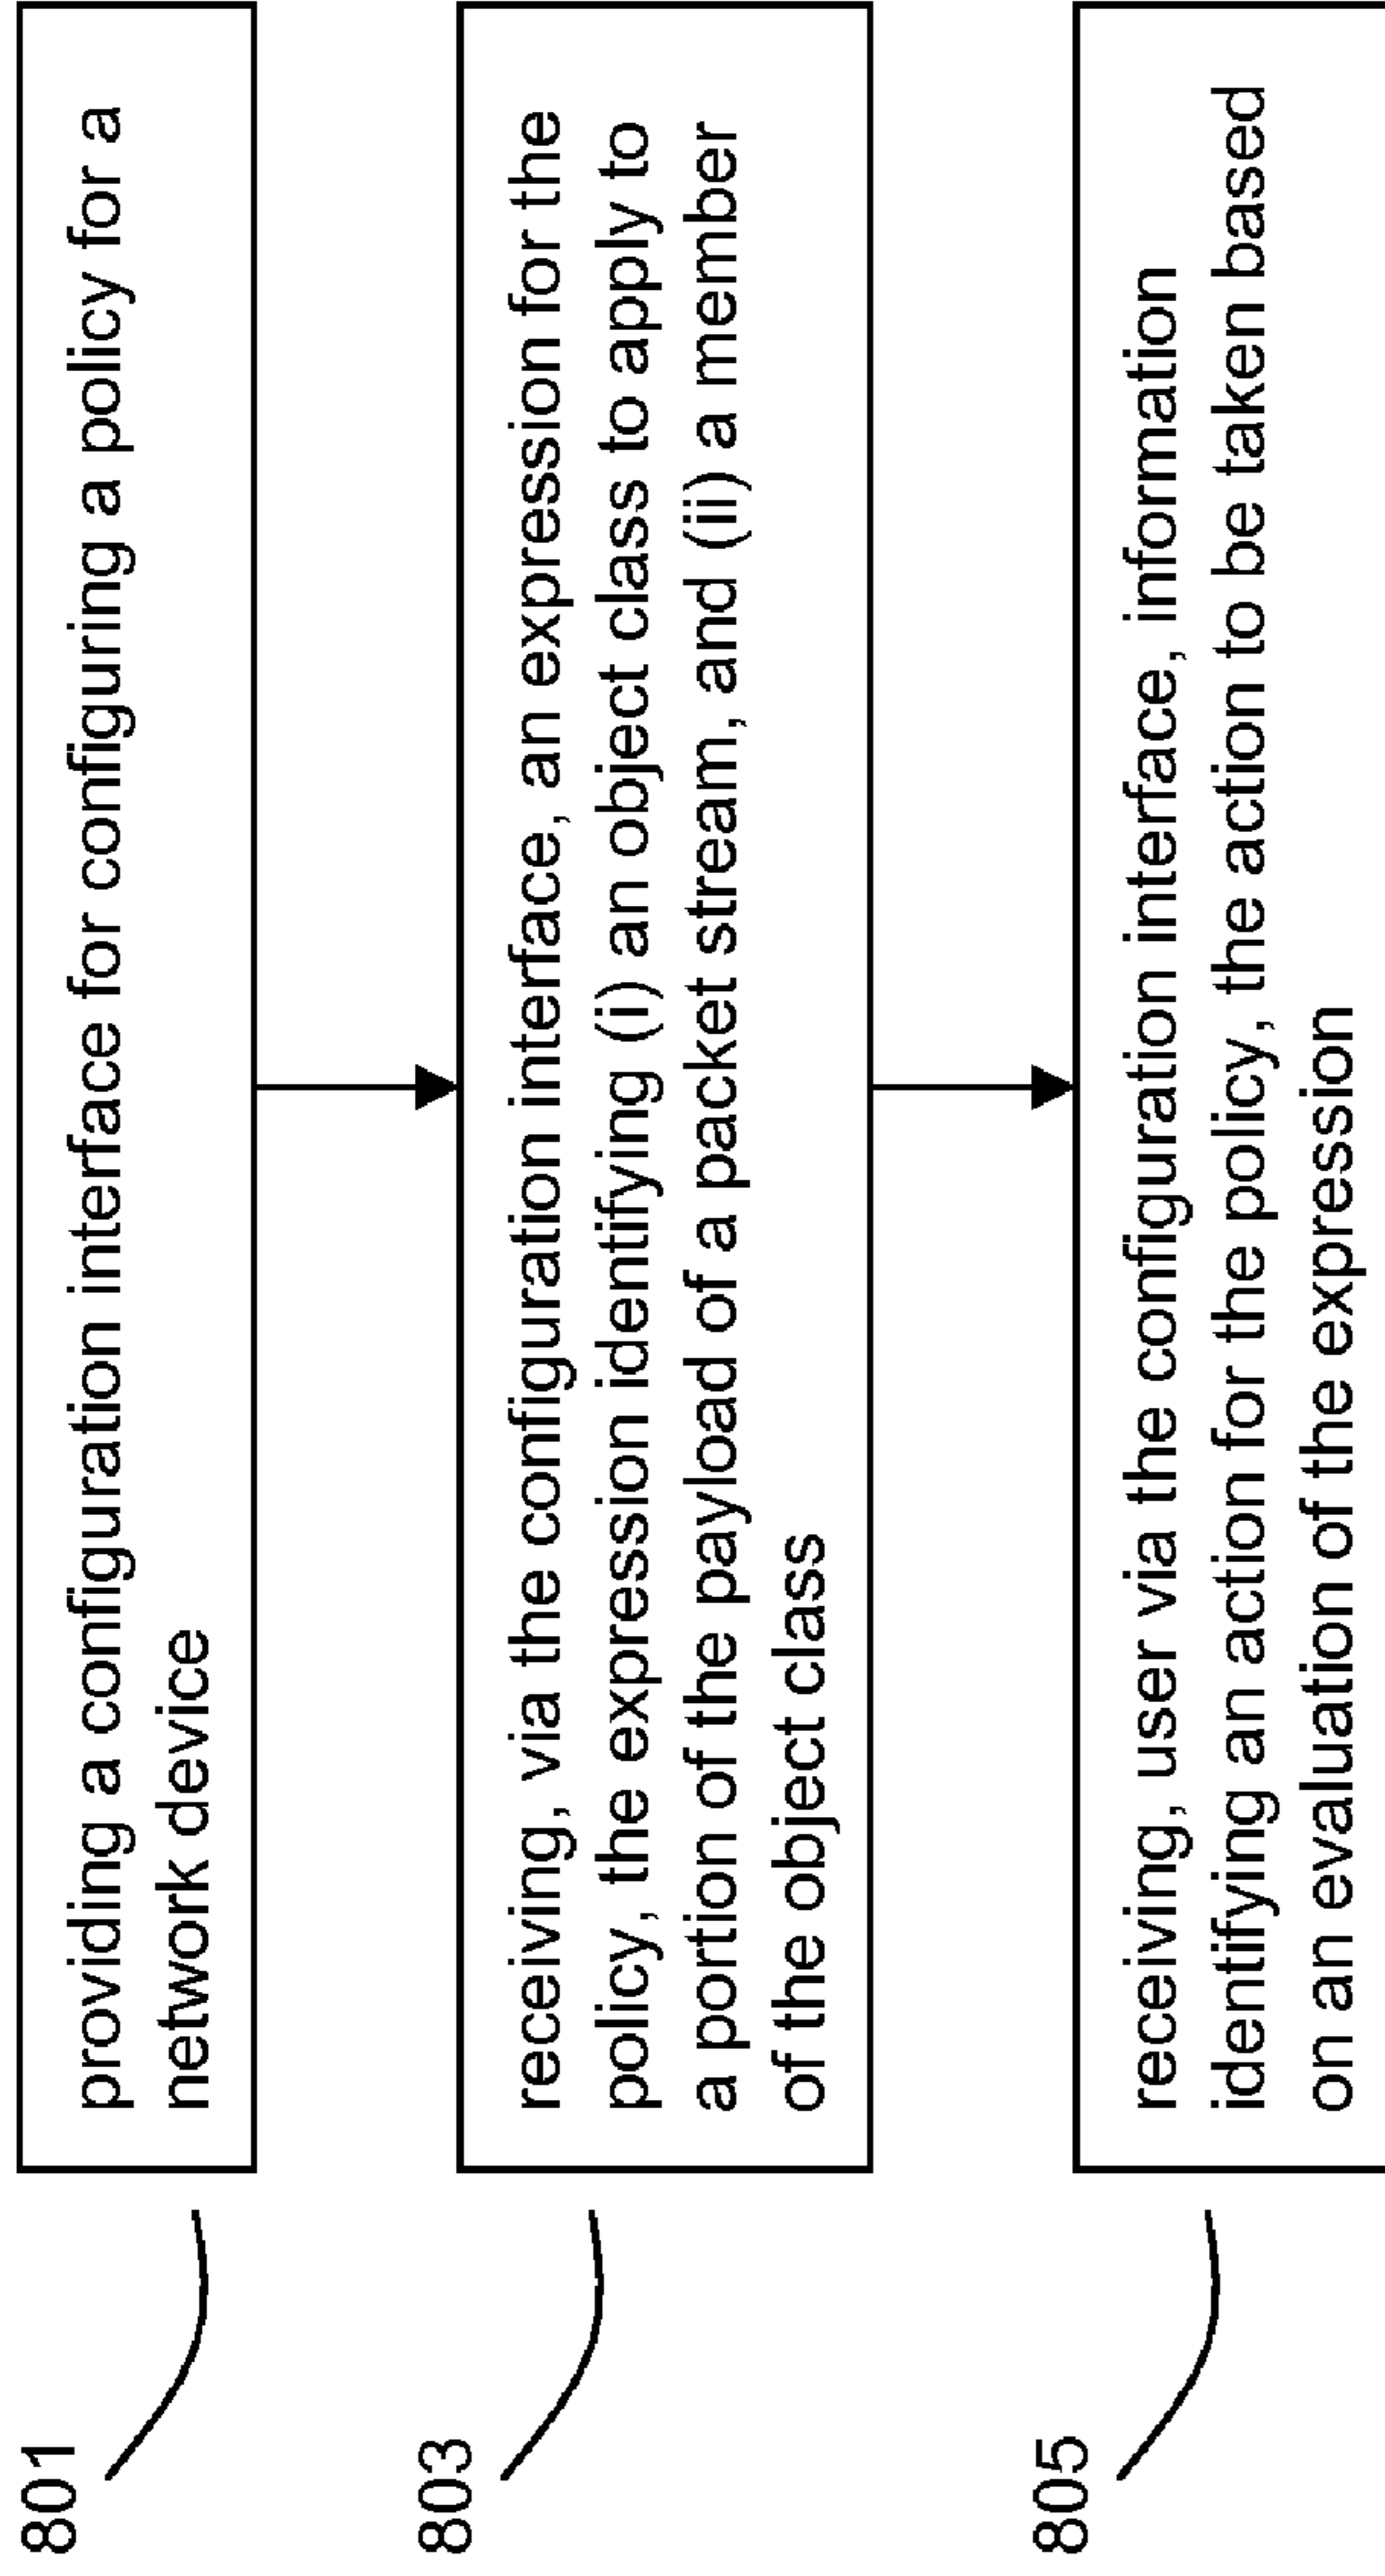 801
providing a configuration interface for configuring a policy for a
network device
803
receiving, via the configuration interface, an expression for the
policy, the expression identifying (i) an object class to apply to
a portion of the payload of a packet stream, and (ii) a member
of the object class
805
receiving, user via the configuration interface, information
identifying an action for the policy, the action to be taken based
on an evaluation of the expression